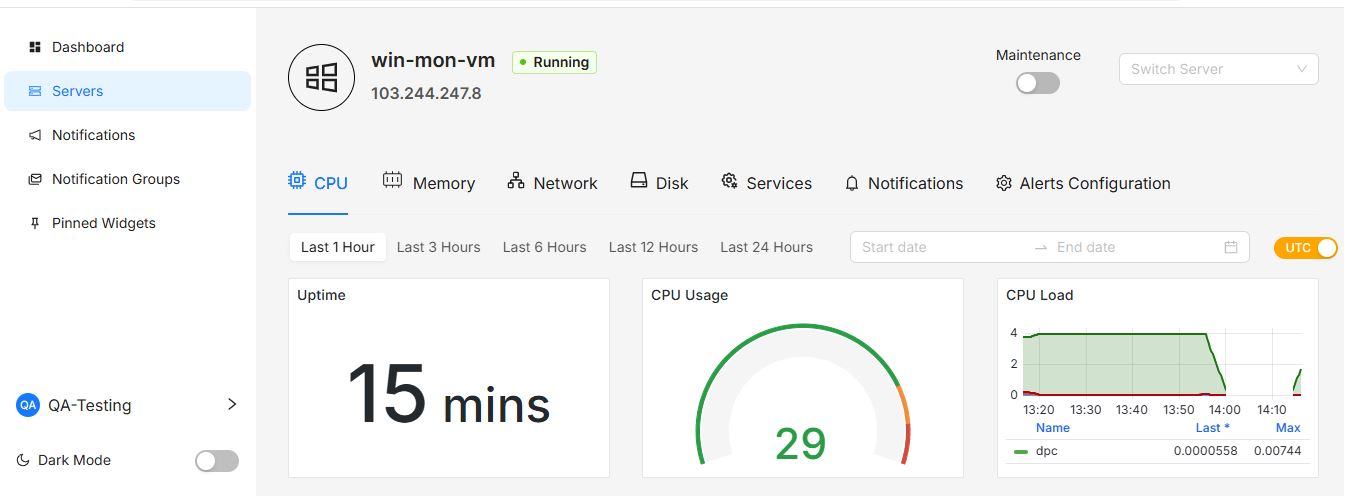 Dashboard
Servers
Notifications
Notification Groups
Pinned Widgets
QA QA-Testing
Dark Mode
win-mon-vm Running
103.244.247.8
Maintenance
Switch Server
CPU Memory Network Disk Services Notifications Alerts Configuration
Last 1 Hour Last 3 Hours Last 6 Hours Last 12 Hours Last 24 Hours Start date End date UTC
Uptime
15 mins
CPU Usage
29
CPU Load
4
2
0
13:20 13:30 13:40 13:50 14:00 14:10
Name Last * Max
dpc 0.0000558 0.00744